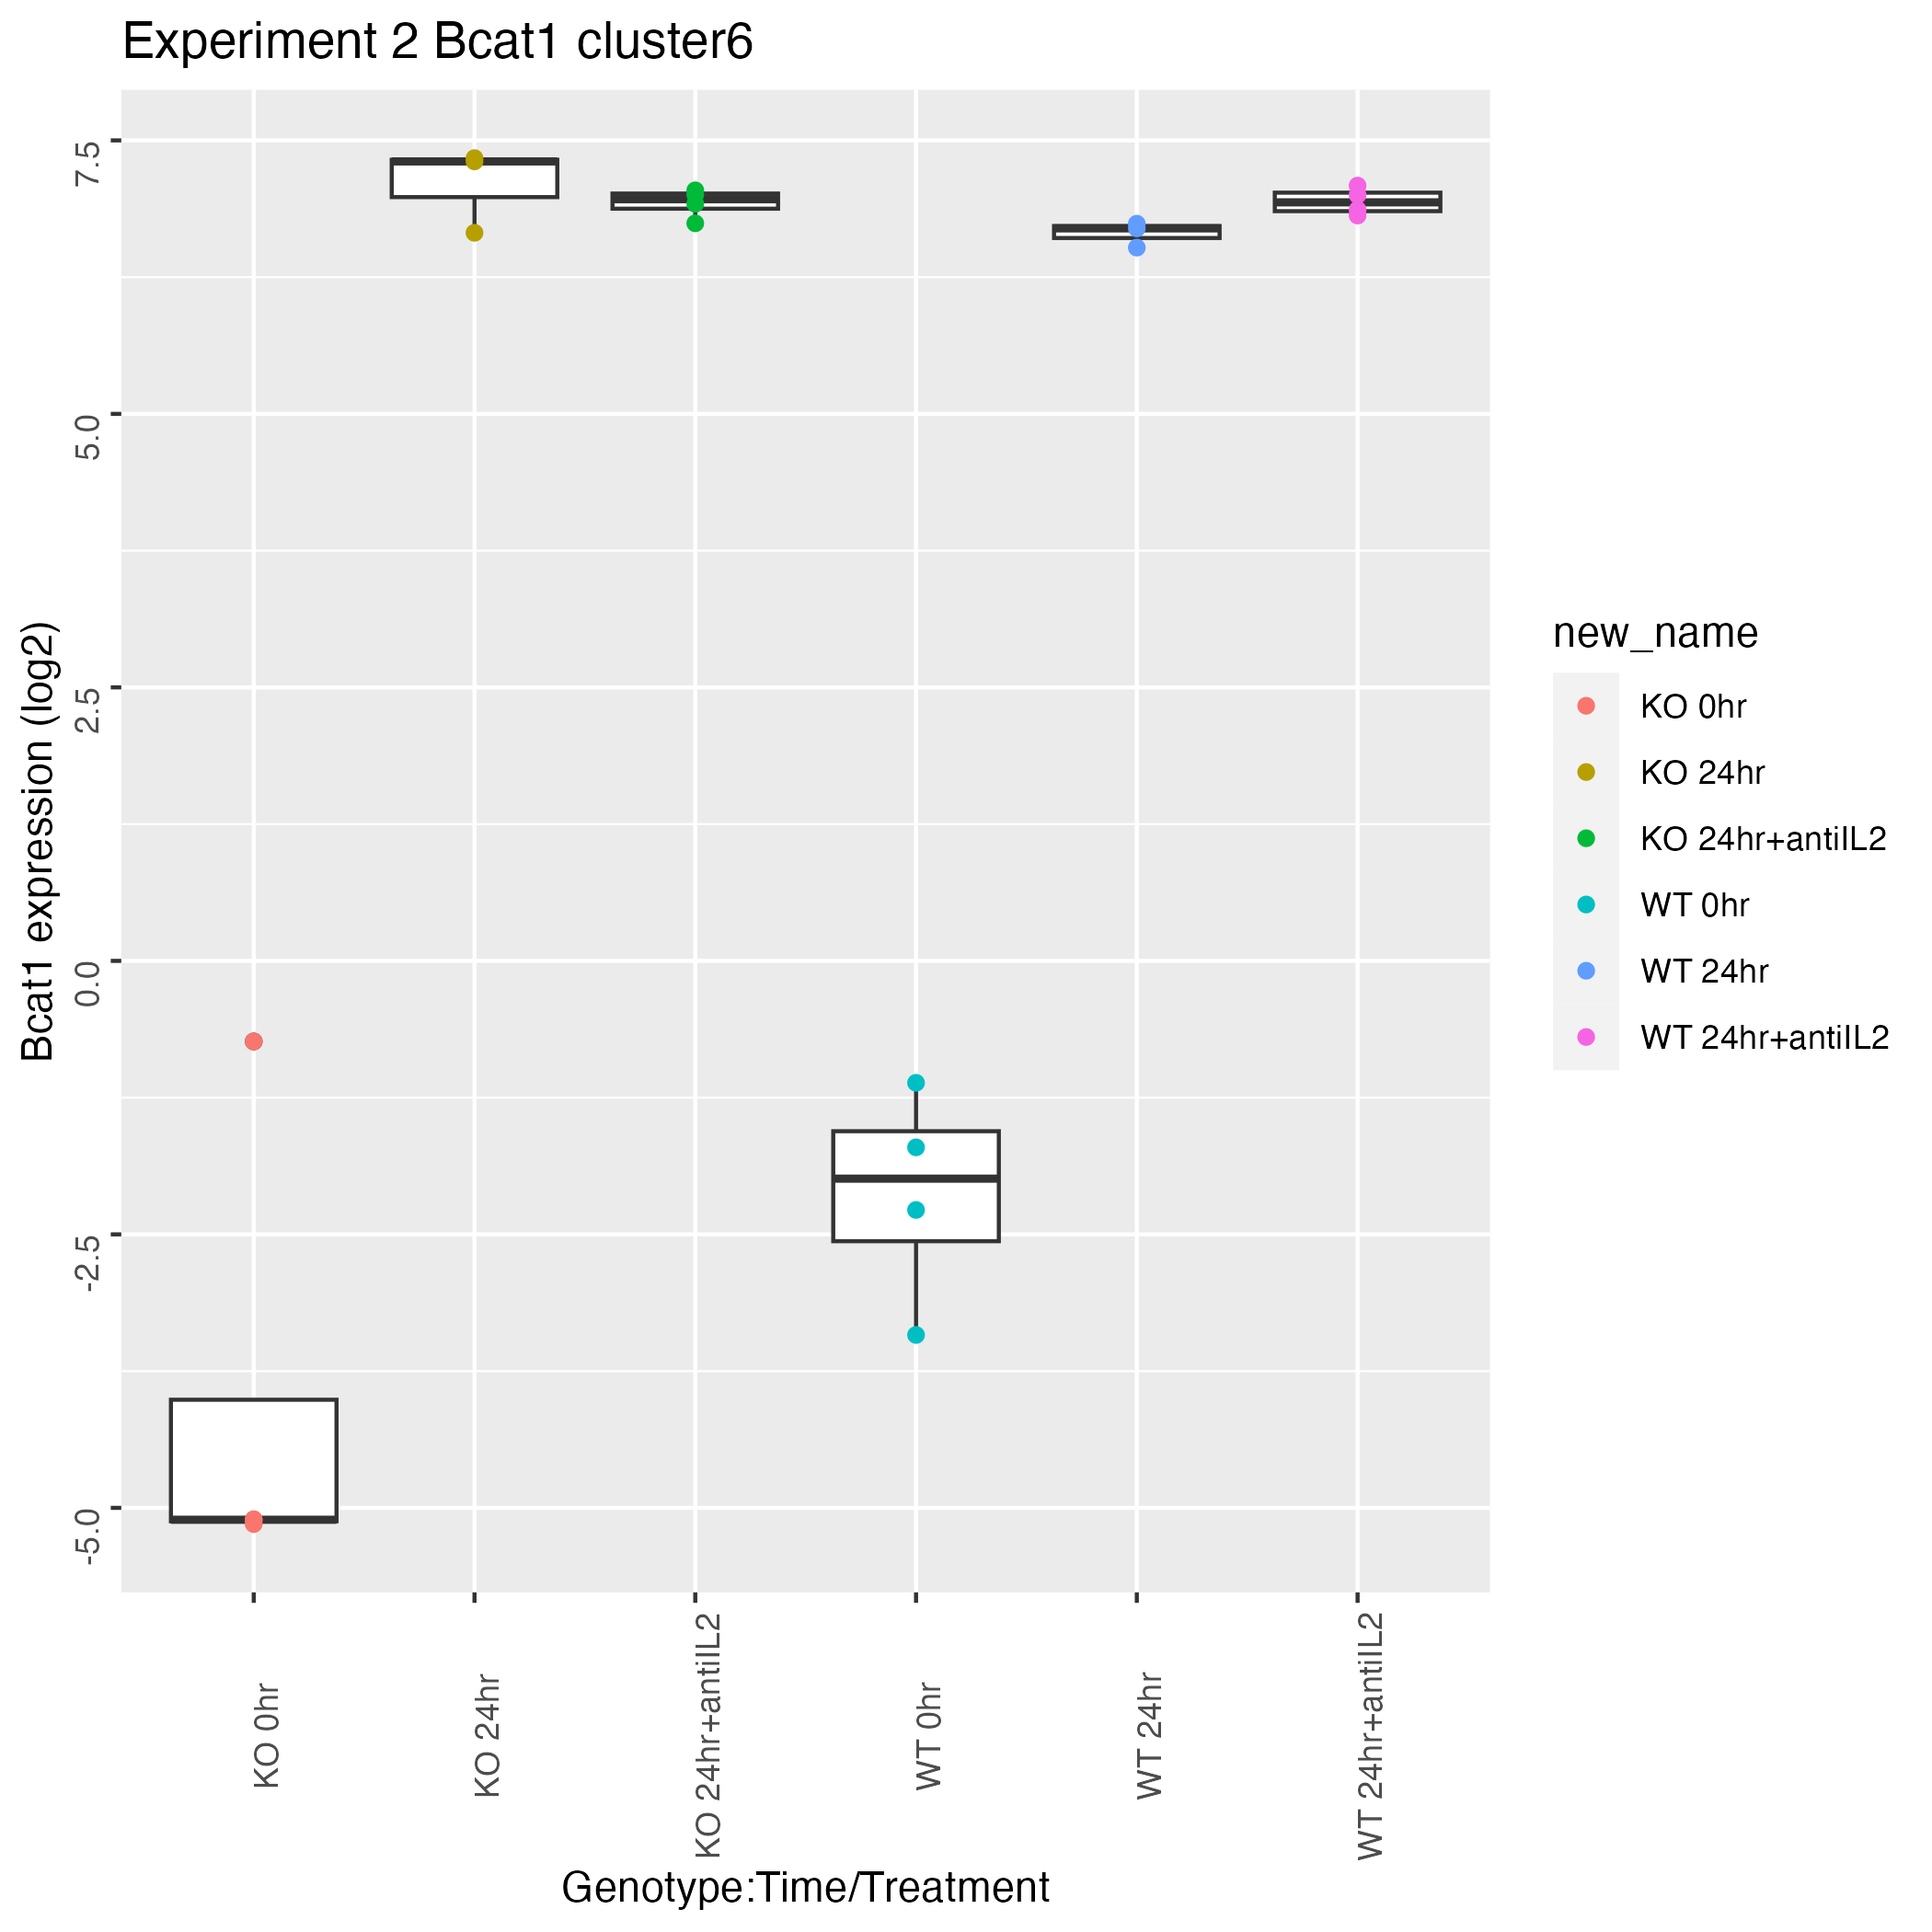 Experiment 2 Bcat1 cluster6
Bcat1 expression (log2)
7.5
5.0
2.5
0.0
-2.5
-5.0
KO 0hr
KO 24hr
KO 24hr+antiIL2
WT 0hr
WT 24hr
WT 24hr+antiIL2
Genotype:Time/Treatment
new_name
KO 0hr
KO 24hr
KO 24hr+antiIL2
WT 0hr
WT 24hr
WT 24hr+antiIL2